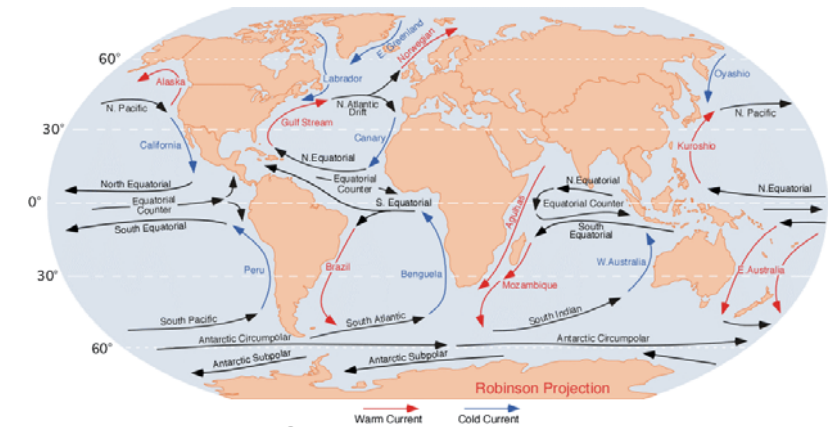 E. Greenland
Norwegian
60°
Alaska
Labrador
Oyashio
N. Pacific
N. Atlantic
Drift
N. Pacific
Gulf Stream
30°
California
Canary
Kuroshio
N.Equatorial
North Equatorial
Equatorial
Counter
N.Equatorial
N.Equatorial
0°
Equatorial
Counter
S. Equatorial
Agulhas
Equatorial Counter
South Equatorial
South
Equatorial
Peru
Brazil
Benguela
W.Australia
E.Australia
30°
Mozambique
South Pacific
South Atlantic
South Indian
Antarctic Circumpolar
Antarctic Circumpolar
60°
Antarctic Subpolar
Antarctic Subpolar
Robinson Projection
Warm Current
Cold Current